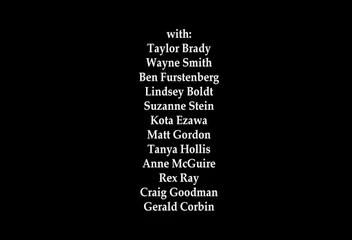 with:
Taylor Brady
Wayne Smith
Ben Furstenberg
Lindsey Boldt
Suzanne Stein
Kota Ezawa
Matt Gordon
Tanya Hollis
Anne McGuire
Rex Ray
Craig Goodman
Gerald Corbin